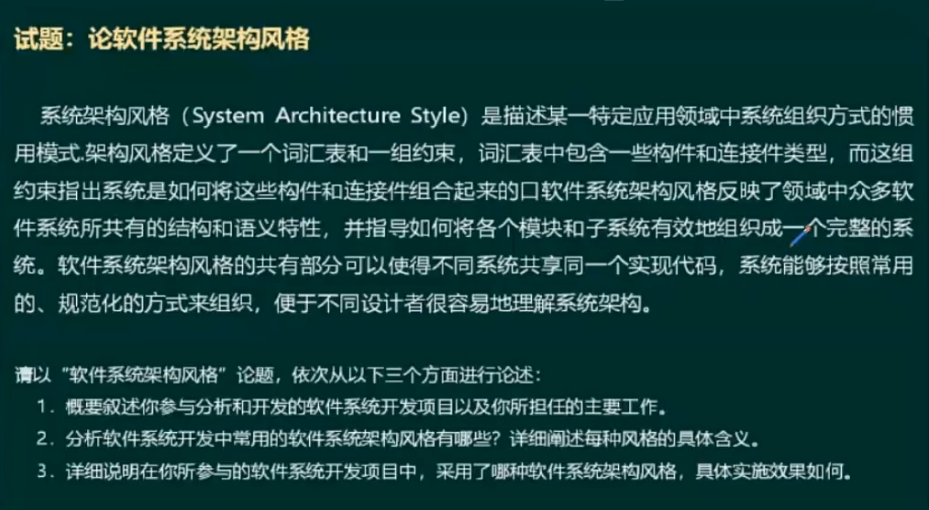 试题：论软件系统架构风格
系统架构风格（System Architecture Style）是描述某一特定应用领域中系统组织方式的惯
用模式.架构风格定义了一个词汇表和一组约束，词汇表中包含一些构件和连接件类型，而这组
约束指出系统是如何将这些构件和连接件组合起来的口软件系统架构风格反映了领域中众多软
件系统所共有的结构和语义特性，并指导如何将各个模块和子系统有效地组织成一个完整的系
统。软件系统架构风格的共有部分可以使得不同系统共享同一个实现代码，系统能够按照常用
的、规范化的方式来组织，便于不同设计者很容易地理解系统架构。
请以“软件系统架构风格”论题，依次从以下三个方面进行论述：
1．概要叙述你参与分析和开发的软件系统开发项目以及你所担任的主要工作。
2．分析软件系统开发中常用的软件系统架构风格有哪些？详细阐述每种风格的具体含义。
3．详细说明在你所参与的软件系统开发项目中，采用了哪种软件系统架构风格，具体实施效果如何。